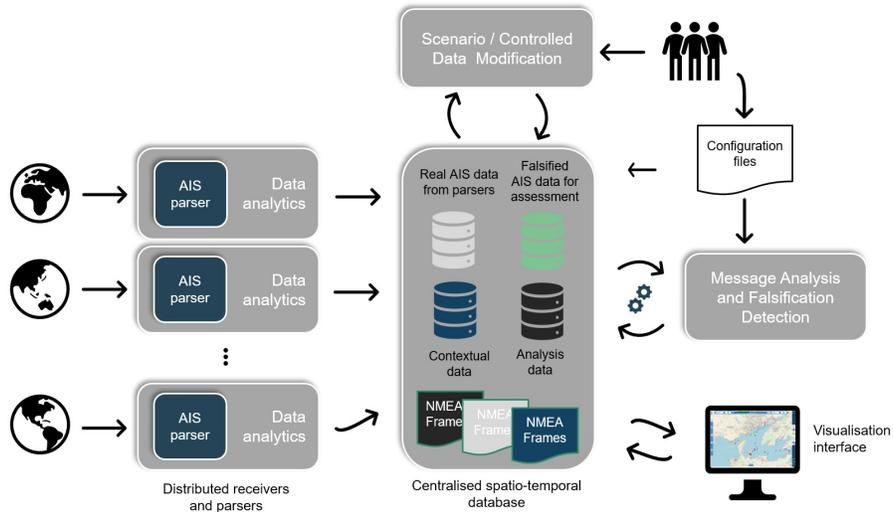 Scenario / Controlled
Data Modification
Configuration
files
Message Analysis
and Falsification
Detection
Visualisation
interface
AIS
parser
Data
analytics
AIS
parser
Data
analytics
AIS
parser
Data
analytics
Distributed receivers
and parsers
Real AIS data
from parsers
Falsified
AIS data for
assessment
Contextual
data
Analysis
data
NMEA
Frame
NMEA
Frame
NMEA
Frames
Centralised spatio-temporal
database